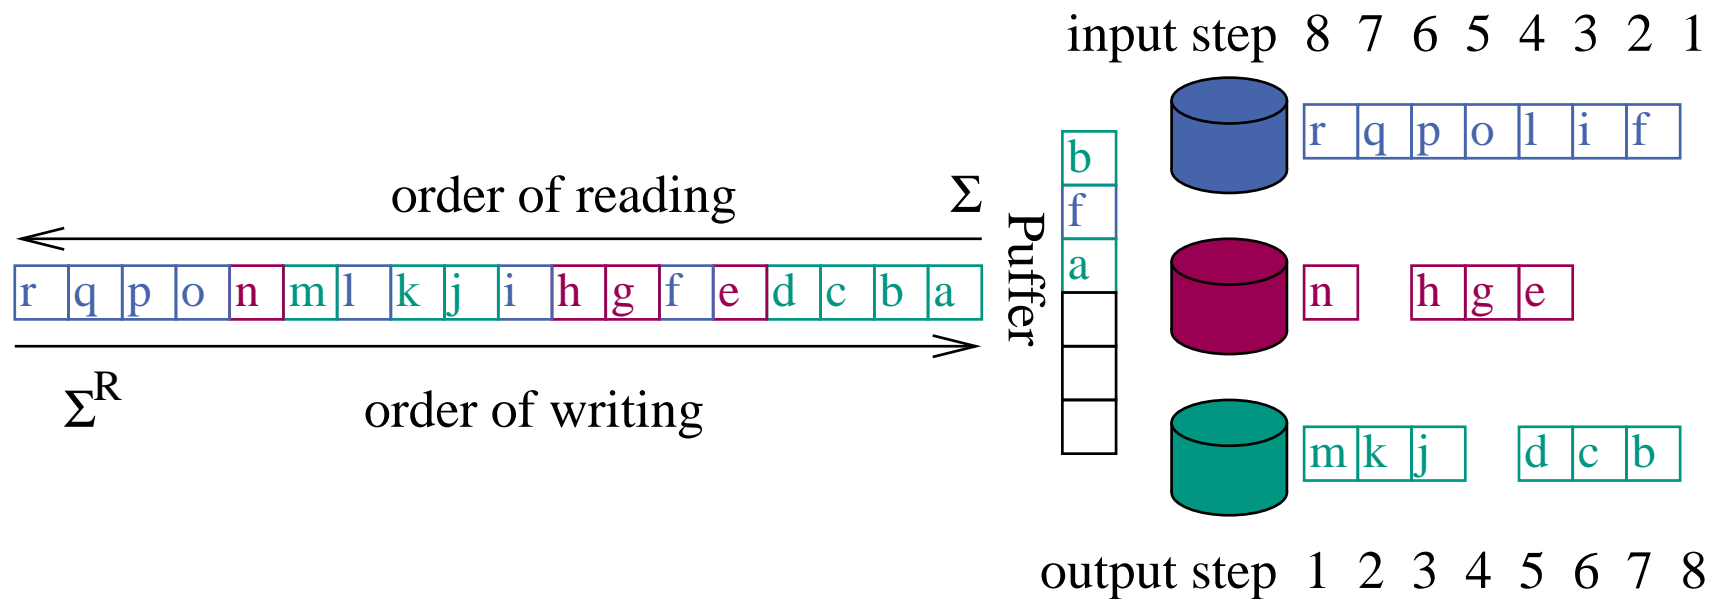 input step 8 7 6 5 4 3 2 1
r q p o l i f
b
f
a
Puffer
order of reading Σ
r q p o n m l k j i h g f e d c b a
n h g e
Σ^R order of writing
m k j d c b
output step 1 2 3 4 5 6 7 8